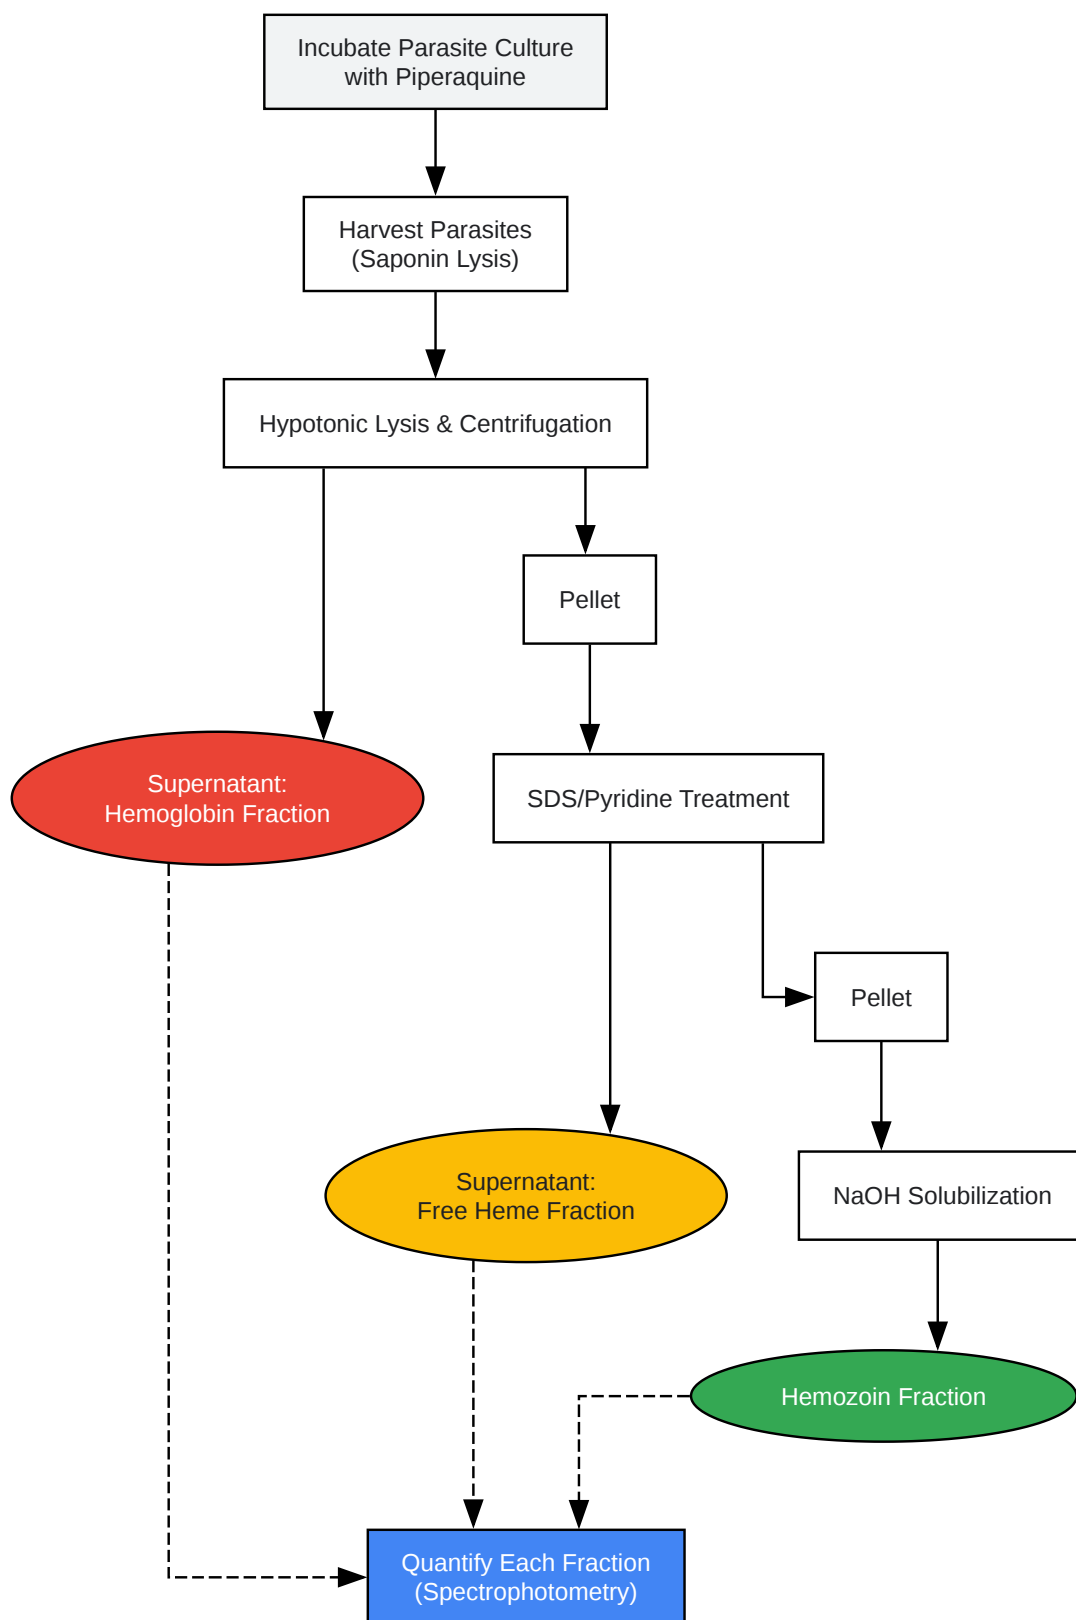 Incubate Parasite Culture
with Piperaquine
Harvest Parasites
(Saponin Lysis)
Hypotonic Lysis & Centrifugation
Pellet
Supernatant:
Hemoglobin Fraction
SDS/Pyridine Treatment
Pellet
Supernatant:
Free Heme Fraction
NaOH Solubilization
Hemozoin Fraction
Quantify Each Fraction
(Spectrophotometry)